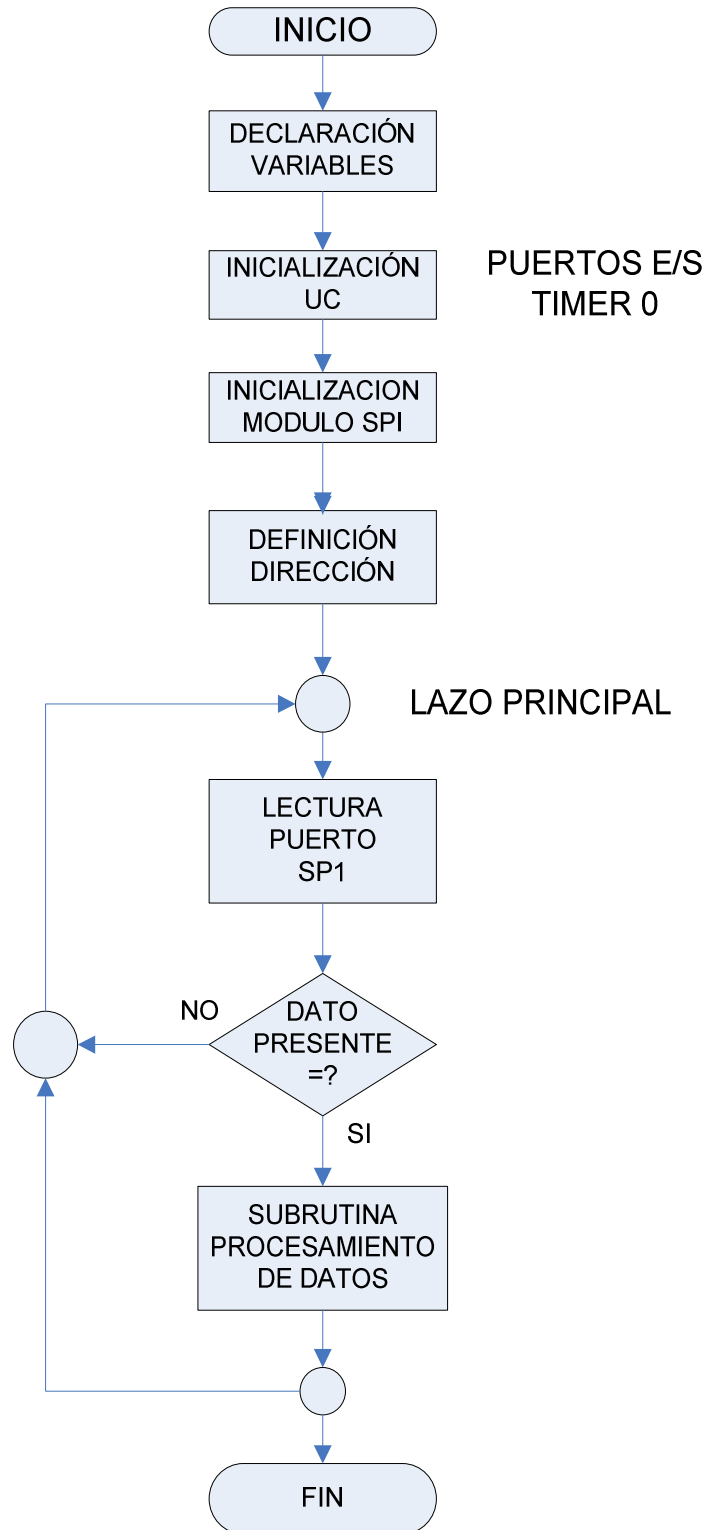 INICIO
DECLARACIÓN
VARIABLES
INICIALIZACIÓN
UC
PUERTOS E/S
TIMER 0
INICIALIZACION
MODULO SPI
DEFINICIÓN
DIRECCIÓN
LAZO PRINCIPAL
LECTURA
PUERTO
SP1
NO
DATO
PRESENTE
=?
SI
SUBRUTINA
PROCESAMIENTO
DE DATOS
FIN